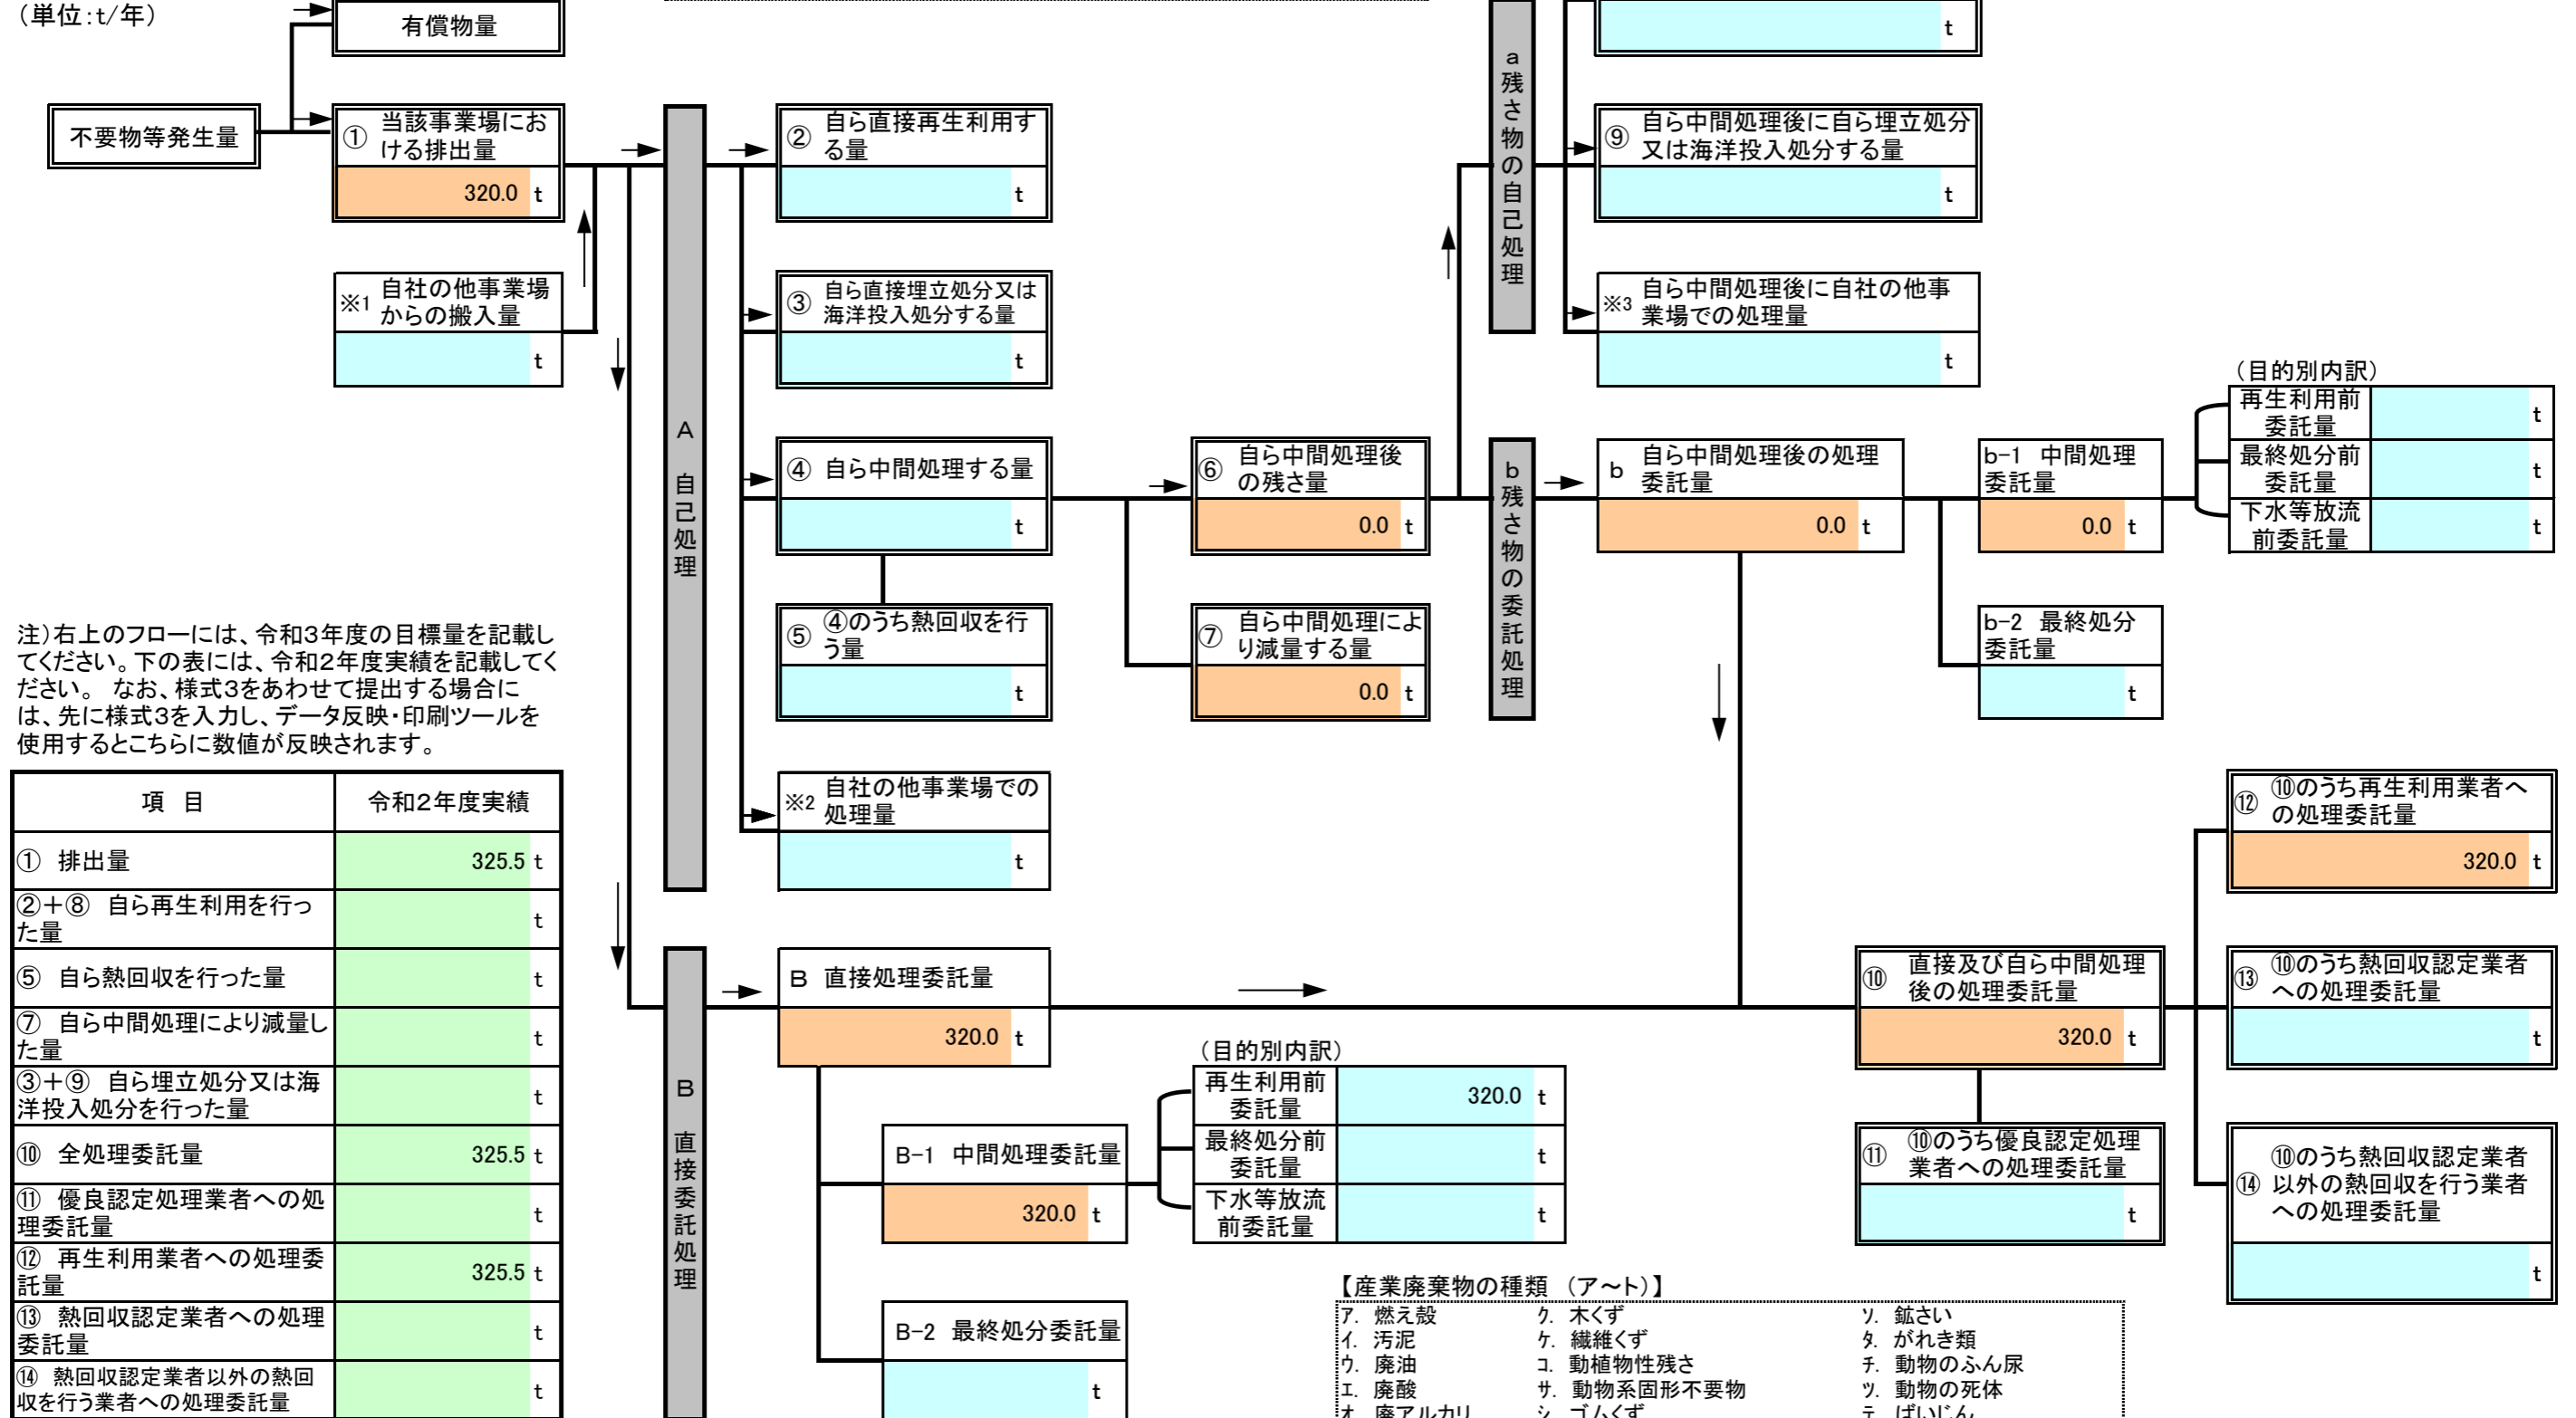 （単位：t/年）
有償物量
不要物等発生量
① 当該事業場にお
ける排出量
320.0 t
※1 自社の他事業場
からの搬入量
t
A 自己処理
② 自ら直接再生利用す
る量
t
③ 自ら直接埋立処分又は
海洋投入処分する量
t
④ 自ら中間処理する量
t
⑤ ④のうち熱回収を行
う量
t
※2 自社の他事業場での
処理量
t
⑥ 自ら中間処理後
の残さ量
0.0 t
⑦ 自ら中間処理によ
り減量する量
0.0 t
a 残さ物の自己処理
t
⑨ 自ら中間処理後に自ら埋立処分
又は海洋投入処分する量
t
※3 自ら中間処理後に自社の他事
業場での処理量
t
b 残さ物の委託処理
b 自ら中間処理後の処理
委託量
0.0 t
b-1 中間処理
委託量
0.0 t
b-2 最終処分
委託量
t
（目的別内訳）
再生利用前
委託量
t
最終処分前
委託量
t
下水等放流
前委託量
t
注）右上のフローには、令和３年度の目標量を記載し
てください。下の表には、令和２年度実績を記載してく
ださい。 なお、様式３をあわせて提出する場合に
は、先に様式３を入力し、データ反映・印刷ツールを
使用するとこちらに数値が反映されます。
項 目 令和２年度実績
① 排出量 325.5 t
②＋⑧ 自ら再生利用を行っ
た量
t
⑤ 自ら熱回収を行った量 t
⑦ 自ら中間処理により減量し
た量
t
③＋⑨ 自ら埋立処分又は海
洋投入処分を行った量
t
⑩ 全処理委託量 325.5 t
⑪ 優良認定処理業者への処
理委託量
t
⑫ 再生利用業者への処理委
託量
325.5 t
⑬ 熱回収認定業者への処理
委託量
t
⑭ 熱回収認定業者以外の熱回
収を行う業者への処理委託量
t
B 直接委託処理
B 直接処理委託量
320.0 t
B-1 中間処理委託量
320.0 t
B-2 最終処分委託量
t
（目的別内訳）
再生利用前
委託量
320.0 t
最終処分前
委託量
t
下水等放流
前委託量
t
⑩ 直接及び自ら中間処理
後の処理委託量
320.0 t
⑪ ⑩のうち優良認定処理
業者への処理委託量
t
⑫ ⑩のうち再生利用業者へ
の処理委託量
320.0 t
⑬ ⑩のうち熱回収認定業者
への処理委託量
t
⑭ ⑩のうち熱回収認定業者
以外の熱回収を行う業者
への処理委託量
t
【産業廃棄物の種類 （ア～ト）】
ｱ. 燃え殻 ｸ. 木くず ｿ. 鉱さい
ｲ. 汚泥 ｹ. 繊維くず ﾀ. がれき類
ｳ. 廃油 ｺ. 動植物性残さ ﾁ. 動物のふん尿
ｴ. 廃酸 ｻ. 動物系固形不要物 ﾂ. 動物の死体
ｵ. 廃アルカリ ｼ. ゴムくず ﾃ. ばいじん